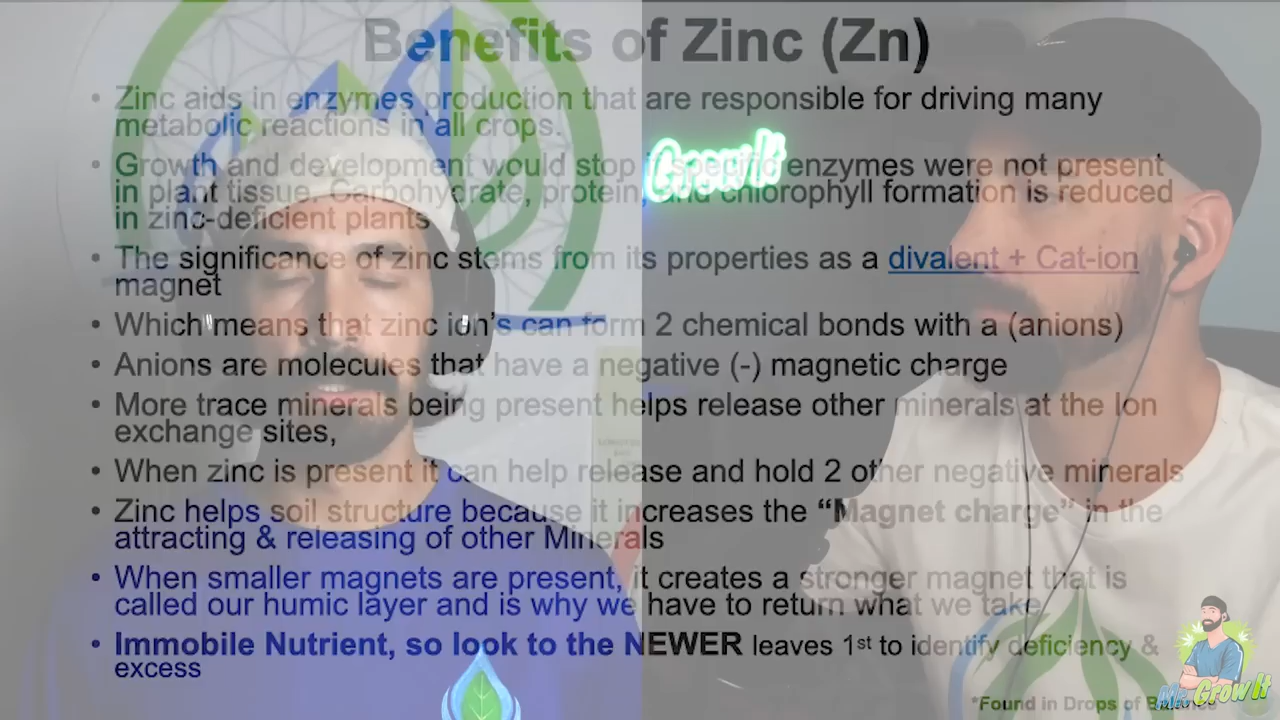 Benefits of Zinc (Zn)
• Zinc aids in enzymes production that are responsible for driving many
metabolic reactions in all crops.
• Growth and development would stop if specific enzymes were not present
in plant tissue, carbohydrate, protein, and chlorophyll formation is reduced
in zinc-deficient plants
• The significance of zinc stems from its properties as a divalent + Cat-ion
magnet
• Which means that zinc ion's can form 2 chemical bonds with a (anions)
• Anions are molecules that have a negative (-) magnetic charge
• More trace minerals being present helps release other minerals at the Ion
exchange sites,
• When zinc is present it can help release and hold 2 other negative minerals
• Zinc helps soil structure because it increases the “Magnet charge” in the
attracting & releasing of other Minerals
• When smaller magnets are present, it creates a stronger magnet that is
called our humic layer and is why we have to return what we take
• Immobile Nutrient, so look to the NEWER leaves 1st to identify deficiency &
excess
*Found in Drops of
Grow It
Mr. Grow It